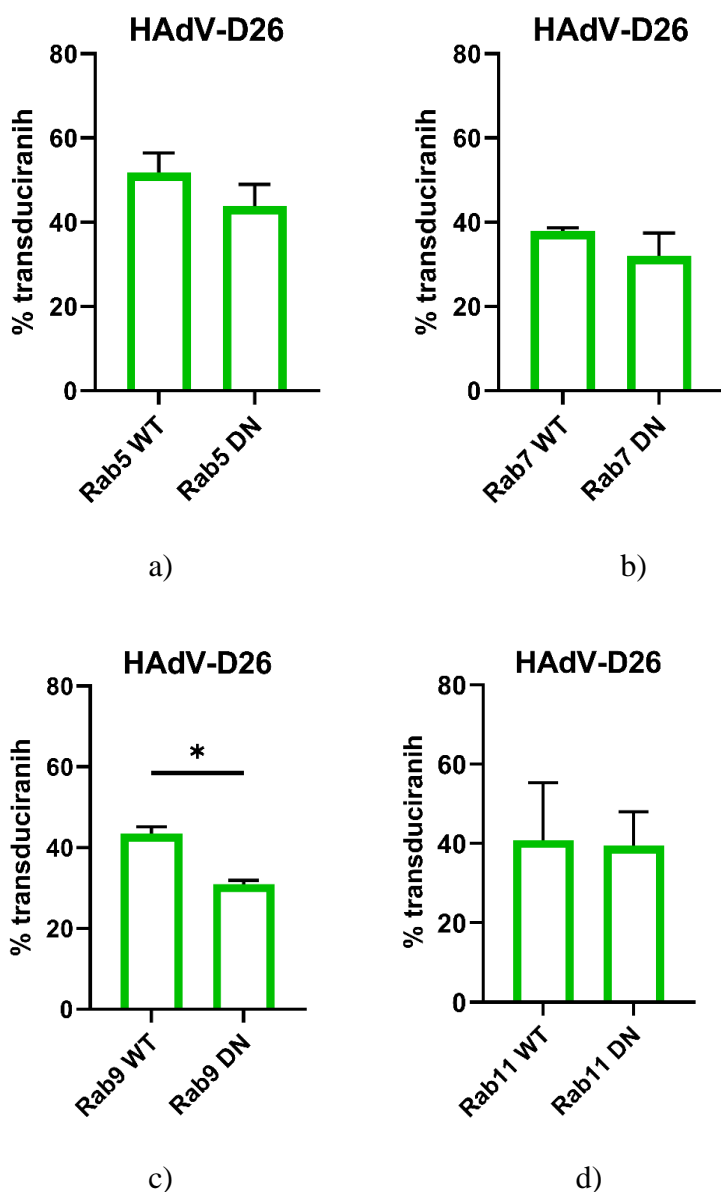 HAdV-D26
% transduciranih
80
60
40
20
0
Rab5 WT
Rab5 DN
a)
HAdV-D26
% transduciranih
80
60
40
20
0
Rab7 WT
Rab7 DN
b)
HAdV-D26
% transduciranih
80
60
40
20
0
*
Rab9 WT
Rab9 DN
c)
HAdV-D26
% transduciranih
80
60
40
20
0
Rab11 WT
Rab11 DN
d)